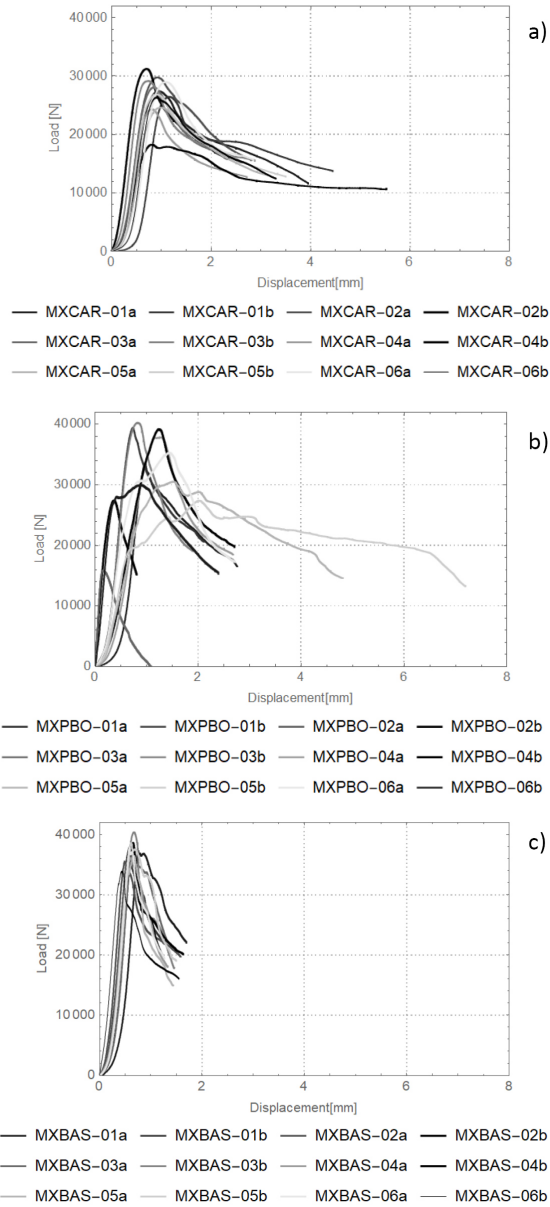 a)
40000
30000
20000
10000
0
Load [N]
0 2 4 6 8
Displacement[mm]
MXCAR-01a MXCAR-01b MXCAR-02a MXCAR-02b
MXCAR-03a MXCAR-03b MXCAR-04a MXCAR-04b
MXCAR-05a MXCAR-05b MXCAR-06a MXCAR-06b
b)
40000
30000
20000
10000
0
Load [N]
0 2 4 6 8
Displacement[mm]
MXPBO-01a MXPBO-01b MXPBO-02a MXPBO-02b
MXPBO-03a MXPBO-03b MXPBO-04a MXPBO-04b
MXPBO-05a MXPBO-05b MXPBO-06a MXPBO-06b
c)
40000
30000
20000
10000
0
Load [N]
0 2 4 6 8
Displacement[mm]
MXBAS-01a MXBAS-01b MXBAS-02a MXBAS-02b
MXBAS-03a MXBAS-03b MXBAS-04a MXBAS-04b
MXBAS-05a MXBAS-05b MXBAS-06a MXBAS-06b